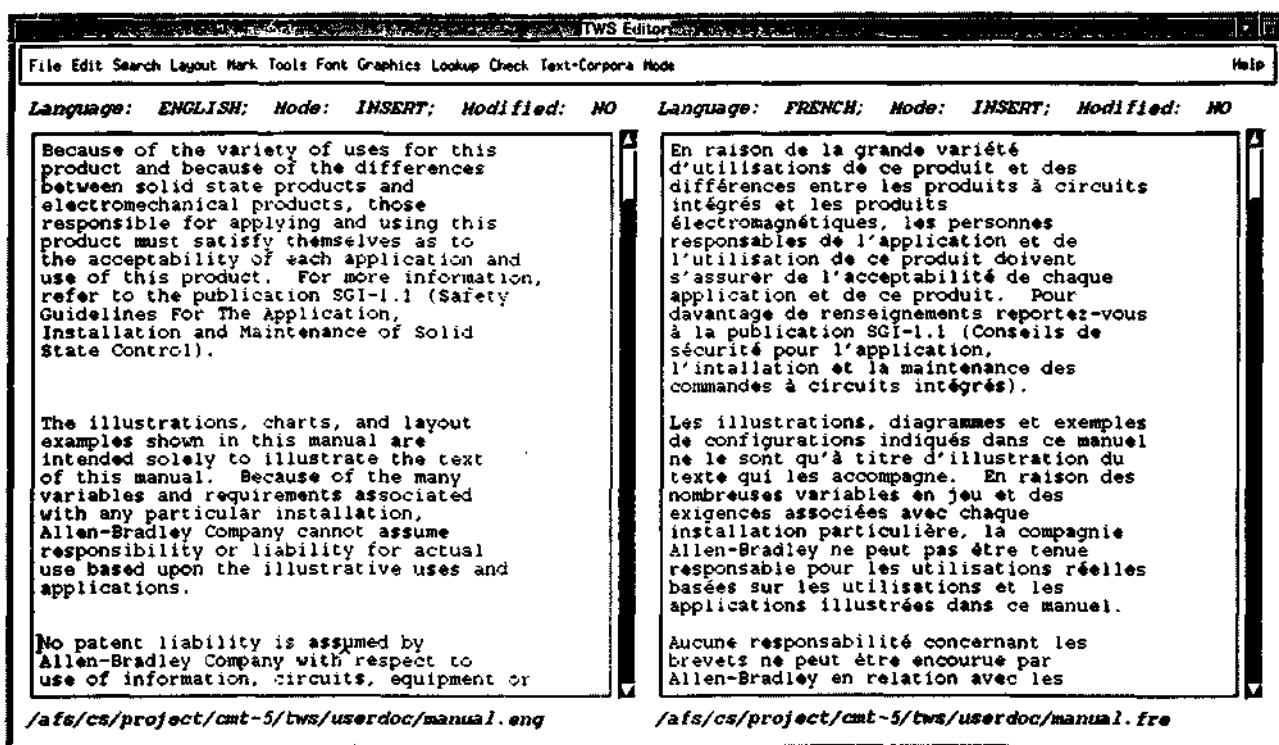 TWS Editor
File Edit Search Layout Mark Tools Font Graphics Lookup Check Text-Corpora Mode Help
Language: ENGLISH; Mode: INSERT; Modified: NO
Because of the variety of uses for this
product and because of the differences
between solid state products and
electromechanical products, those
responsible for applying and using this
product must satisfy themselves as to
the acceptability of each application and
use of this product. For more information,
refer to the publication SGI-1.1 (Safety
Guidelines For The Application,
Installation and Maintenance of Solid
State Control).
The illustrations, charts, and layout
examples shown in this manual are
intended solely to illustrate the text
of this manual. Because of the many
variables and requirements associated
with any particular installation,
Allen-Bradley Company cannot assume
responsibility or liability for actual
use based upon the illustrative uses and
applications.
No patent liability is assumed by
Allen-Bradley Company with respect to
use of information, circuits, equipment or
/afs/cs/project/cmt-5/tws/userdoc/manual.eng
Language: FRENCH; Mode: INSERT; Modified: NO
En raison de la grande variété
d'utilisations de ce produit et des
différences entre les produits à circuits
intégrés et les produits
électromagnétiques, les personnes
responsables de l'application et de
l'utilisation de ce produit doivent
s'assurer de l'acceptabilité de chaque
application et de ce produit. Pour
davantage de renseignements reportez-vous
à la publication SGI-1.1 (Conseils de
sécurité pour l'application,
l'intallation et la maintenance des
commandes à circuits intégrés).
Les illustrations, diagrammes et exemples
de configurations indiqués dans ce manuel
ne le sont qu'à titre d'illustration du
texte qui les accompagne. En raison des
nombreuses variables en jeu et des
exigences associées avec chaque
installation particulière, la compagnie
Allen-Bradley ne peut pas être tenue
responsable pour les utilisations réelles
basées sur les utilisations et les
applications illustrées dans ce manuel.
Aucune responsabilité concernant les
brevets ne peut être encourue par
Allen-Bradley en relation avec les
/afs/cs/project/cmt-5/tws/userdoc/manual.fre